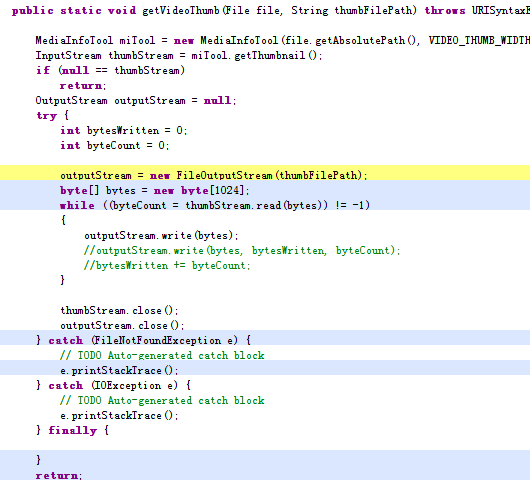 public static void getVideoThumb(File file, String thumbFilePath) throws URISyntaxE
MediaInfoTool miTool = new MediaInfoTool(file.getAbsolutePath(), VIDEO_THUMB_WIDTH
InputStream thumbStream = miTool.getThumbnail();
if (null == thumbStream)
return;
OutputStream outputStream = null;
try {
int bytesWritten = 0;
int byteCount = 0;
outputStream = new FileOutputStream(thumbFilePath);
byte[] bytes = new byte[1024];
while ((byteCount = thumbStream.read(bytes)) != -1)
{
outputStream.write(bytes);
//outputStream.write(bytes, bytesWritten, byteCount);
//bytesWritten += byteCount;
}
thumbStream.close();
outputStream.close();
} catch (FileNotFoundException e) {
// TODO Auto-generated catch block
e.printStackTrace();
} catch (IOException e) {
// TODO Auto-generated catch block
e.printStackTrace();
} finally {
}
return;